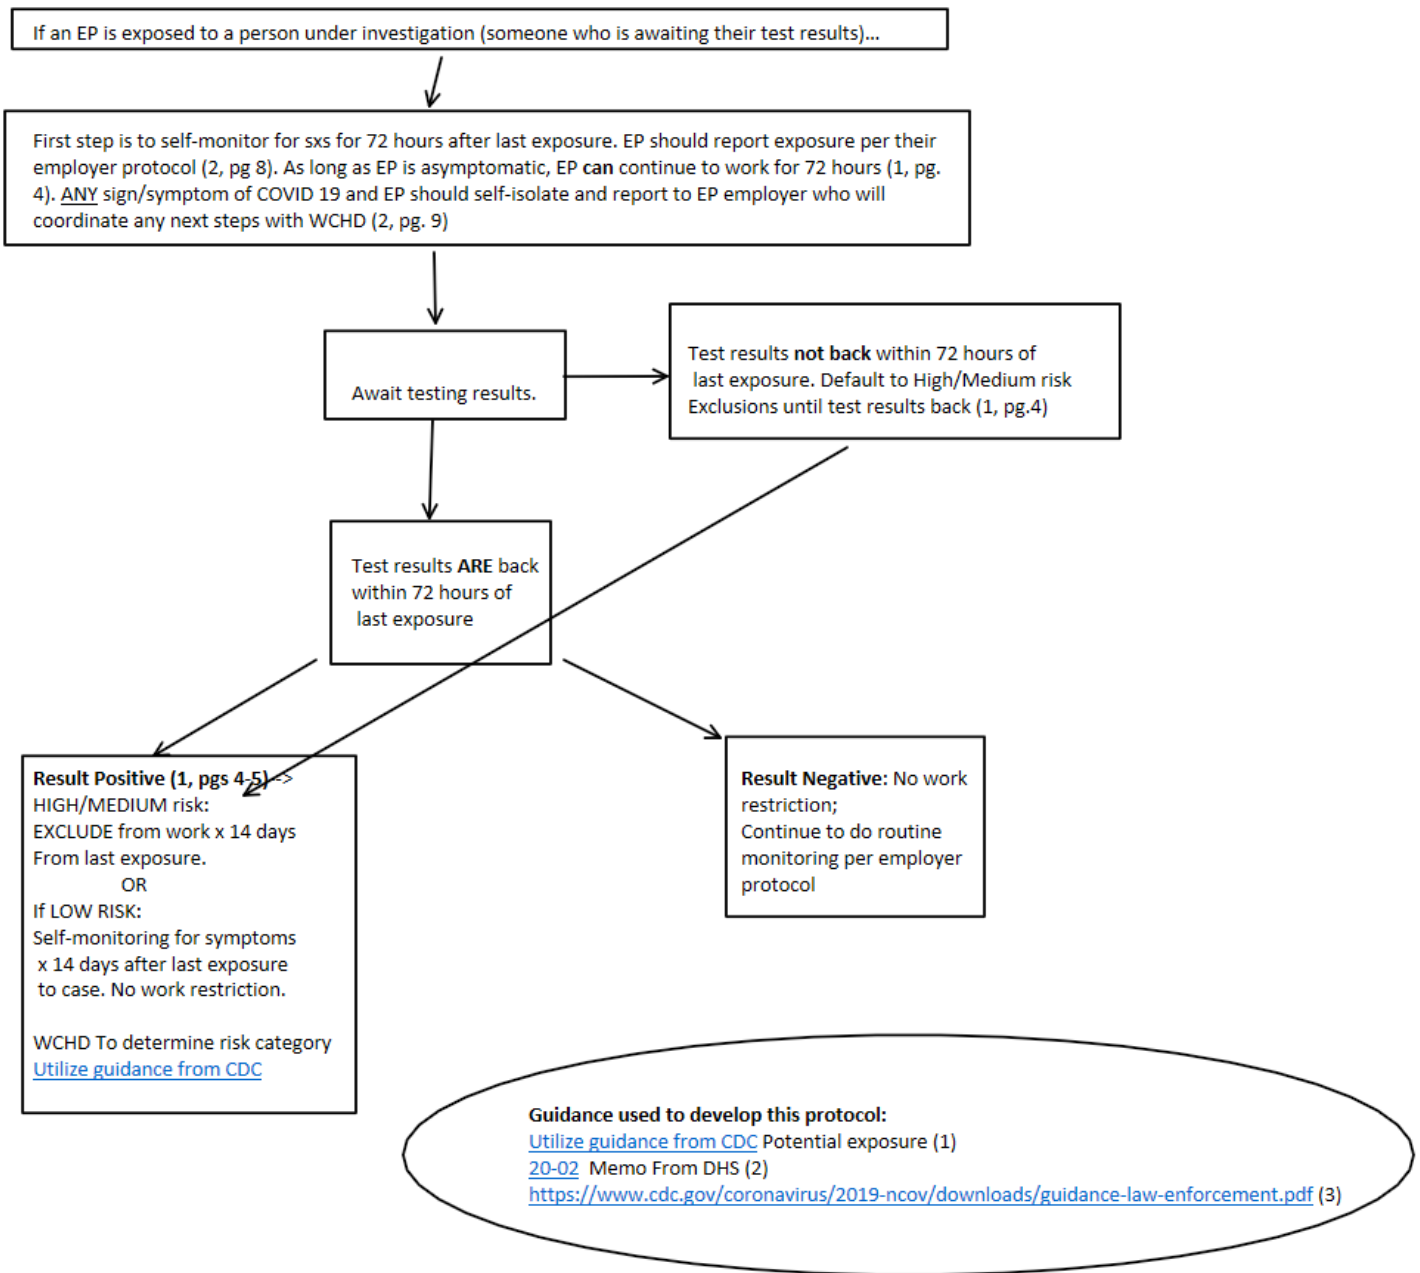 If an EP is exposed to a person under investigation (someone who is awaiting their test results)...
First step is to self-monitor for sxs for 72 hours after last exposure. EP should report exposure per their
employer protocol (2, pg 8). As long as EP is asymptomatic, EP can continue to work for 72 hours (1, pg.
4). ANY sign/symptom of COVID 19 and EP should self-isolate and report to EP employer who will
coordinate any next steps with WCHD (2, pg. 9)
Await testing results.
Test results not back within 72 hours of
last exposure. Default to High/Medium risk
Exclusions until test results back (1, pg.4)
Test results ARE back
within 72 hours of
last exposure
Result Positive (1, pgs 4-5) ->
HIGH/MEDIUM risk:
EXCLUDE from work x 14 days
From last exposure.
OR
If LOW RISK:
Self-monitoring for symptoms
x 14 days after last exposure
to case. No work restriction.
WCHD To determine risk category
Utilize guidance from CDC
Result Negative: No work
restriction;
Continue to do routine
monitoring per employer
protocol
Guidance used to develop this protocol:
Utilize guidance from CDC Potential exposure (1)
20-02 Memo From DHS (2)
https://www.cdc.gov/coronavirus/2019-ncov/downloads/guidance-law-enforcement.pdf (3)